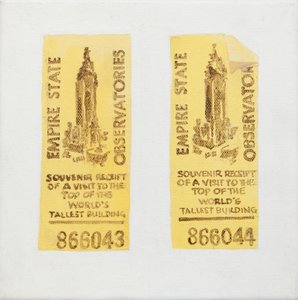 EMPIRE STATE
OBSERVATORIES
SOUVENIR RECEIPT
OF A VISIT TO THE
TOP OF THE
WORLD'S
TALLEST BUILDING
866043
EMPIRE STATE
OBSERVATOR
SOUVENIR RECEIPT
OF A VISIT TO THE
TOP OF THE
WORLD'S
TALLEST BUILDING
866044